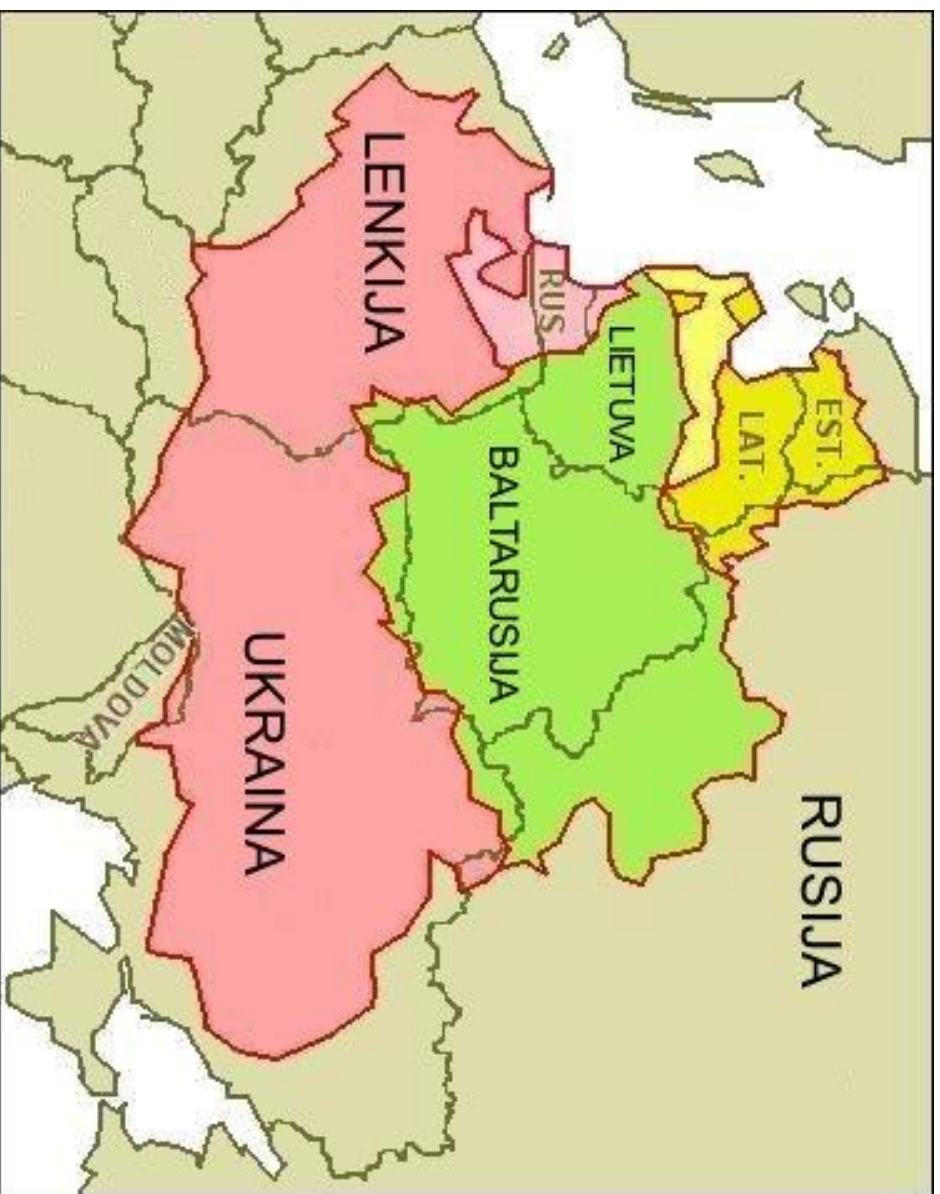 RUSIJA
EST.
LAT.
LIETUVA
RUS
BALTARUSIJA
LENKIJA
UKRAINA
MOLDOVA